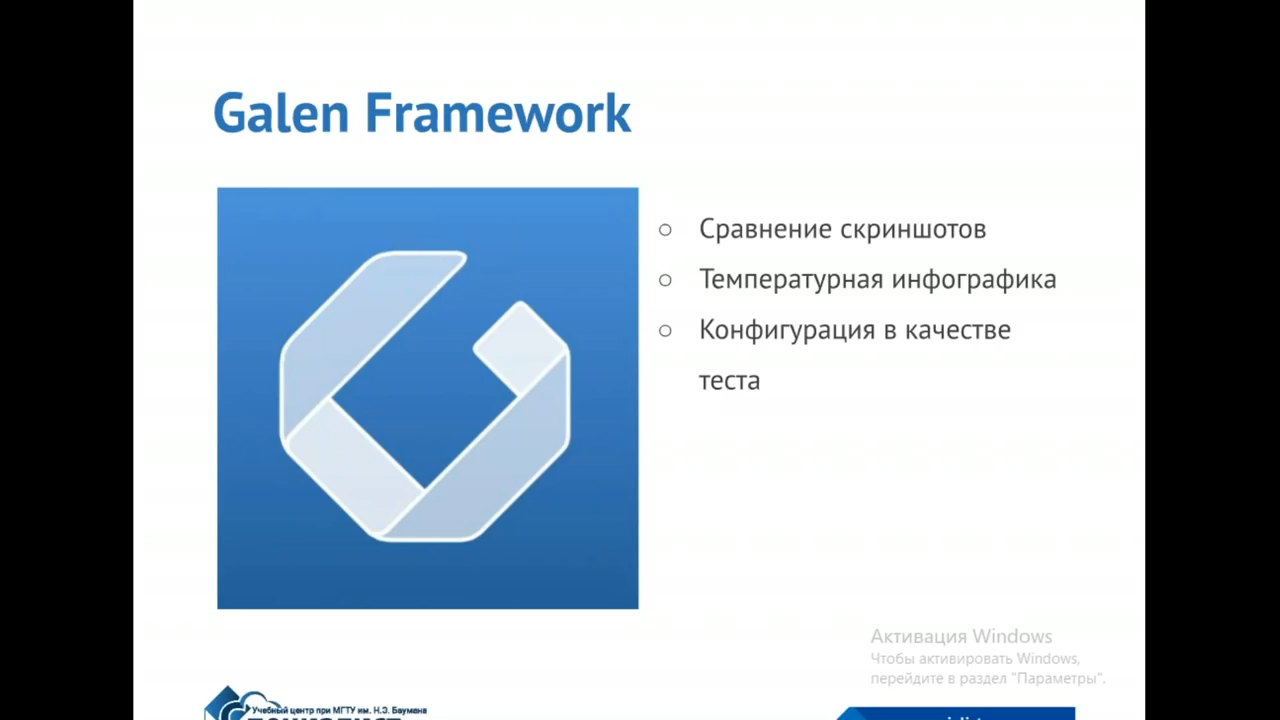 Galen Framework
○ Сравнение скриншотов
○ Температурная инфографика
○ Конфигурация в качестве
теста
Активация Windows
Чтобы активировать Windows,
перейдите в раздел "Параметры".
Учебный центр при МГТУ им. Н.Э. Баумана